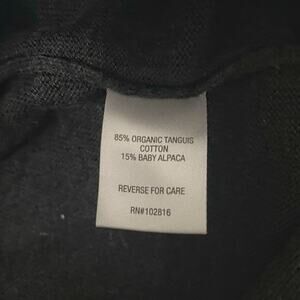 85% ORGANIC TANGUIS
COTTON
15% BABY ALPACA
REVERSE FOR CARE
RN#102816